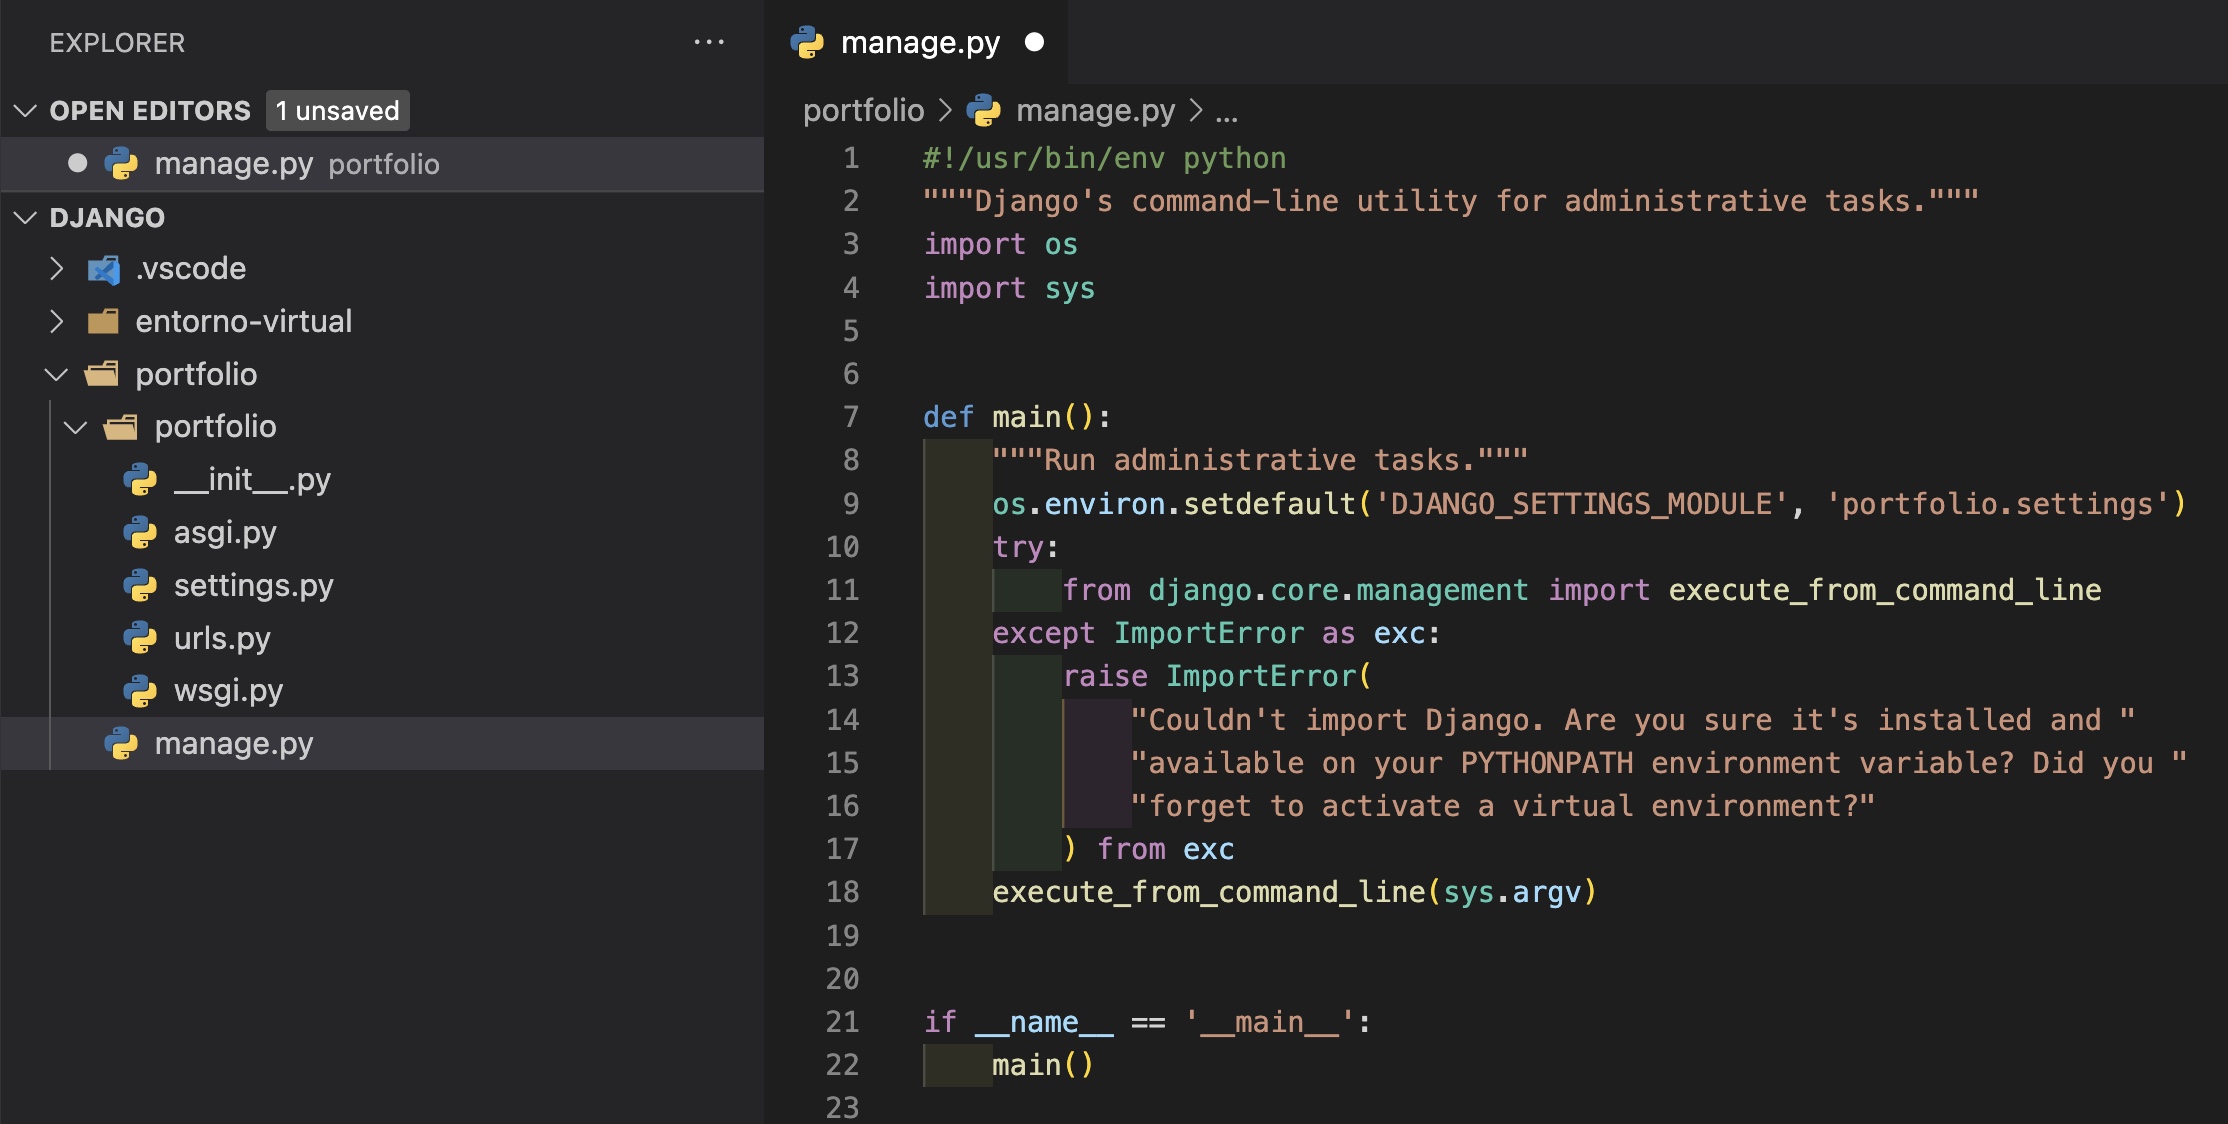 EXPLORER ...
OPEN EDITORS 1 unsaved
manage.py portfolio
DJANGO
.vscode
entorno-virtual
portfolio
portfolio
__init__.py
asgi.py
settings.py
urls.py
wsgi.py
manage.py
manage.py
portfolio > manage.py > ...
1 #!/usr/bin/env python
2 """Django's command-line utility for administrative tasks."""
3 import os
4 import sys
5
6
7 def main():
8     """Run administrative tasks."""
9     os.environ.setdefault('DJANGO_SETTINGS_MODULE', 'portfolio.settings')
10     try:
11         from django.core.management import execute_from_command_line
12     except ImportError as exc:
13         raise ImportError(
14             "Couldn't import Django. Are you sure it's installed and "
15             "available on your PYTHONPATH environment variable? Did you "
16             "forget to activate a virtual environment?"
17         ) from exc
18     execute_from_command_line(sys.argv)
19
20
21 if __name__ == '__main__':
22     main()
23